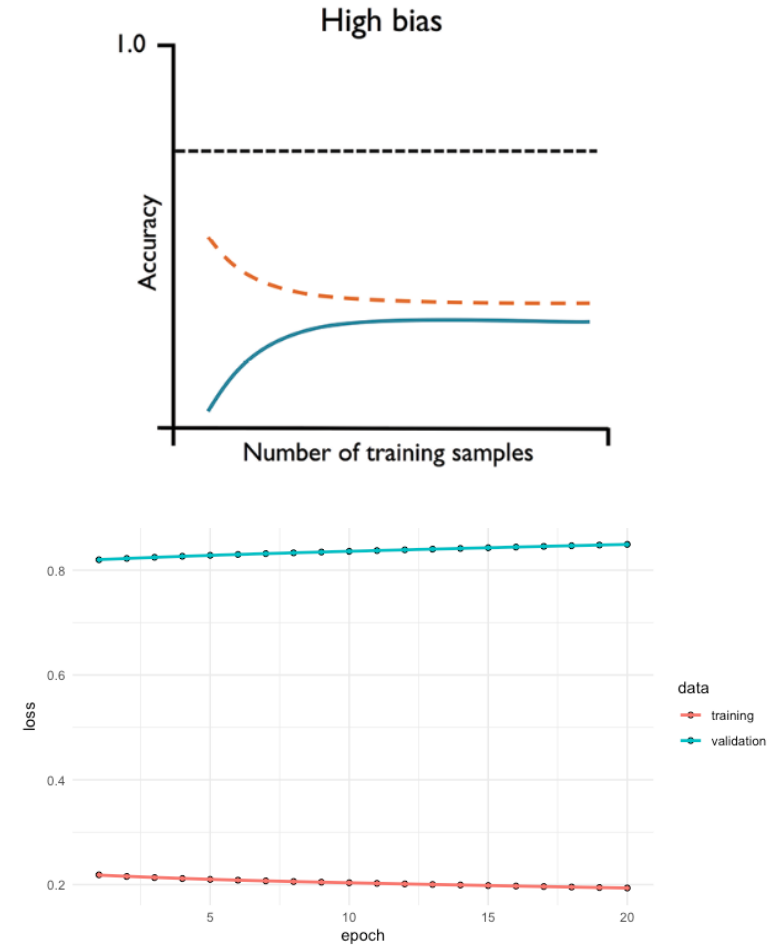 High bias
1.0
Accuracy
Number of training samples
0.8
0.6
0.4
0.2
loss
5 10 15 20
epoch
data
training
validation